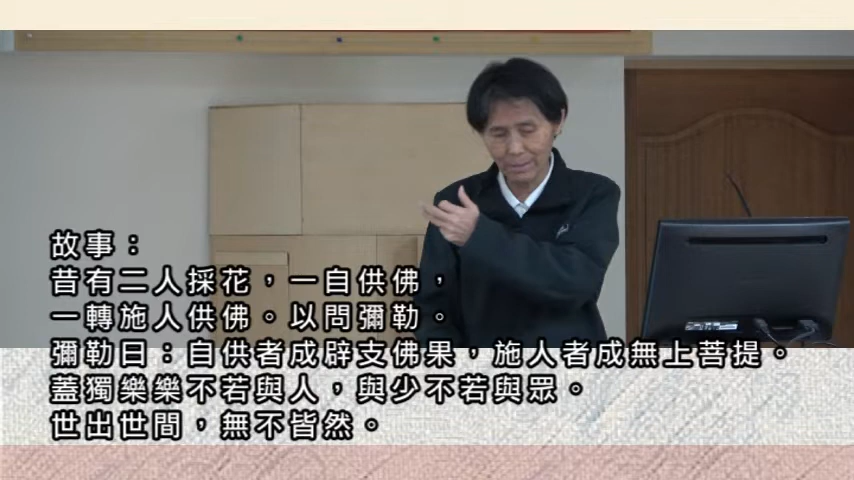 故事：
昔有二人採花，一自供佛，
一轉施人供佛。以問彌勒。
彌勒曰：自供者成辟支佛果，施人者成無上菩提。
蓋獨樂樂不若與人，與少不若與眾。
世出世間，無不皆然。